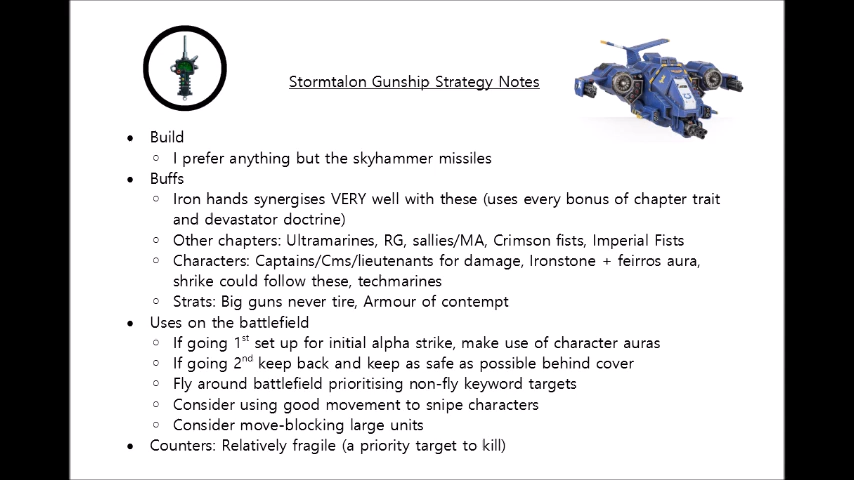 Stormtalon Gunship Strategy Notes
• Build
○ I prefer anything but the skyhammer missiles
• Buffs
○ Iron hands synergises VERY well with these (uses every bonus of chapter trait
and devastator doctrine)
○ Other chapters: Ultramarines, RG, sallies/MA, Crimson fists, Imperial Fists
○ Characters: Captains/Cms/lieutenants for damage, Ironstone + feirros aura,
shrike could follow these, techmarines
○ Strats: Big guns never tire, Armour of contempt
• Uses on the battlefield
○ If going 1st set up for initial alpha strike, make use of character auras
○ If going 2nd keep back and keep as safe as possible behind cover
○ Fly around battlefield prioritising non-fly keyword targets
○ Consider using good movement to snipe characters
○ Consider move-blocking large units
• Counters: Relatively fragile (a priority target to kill)